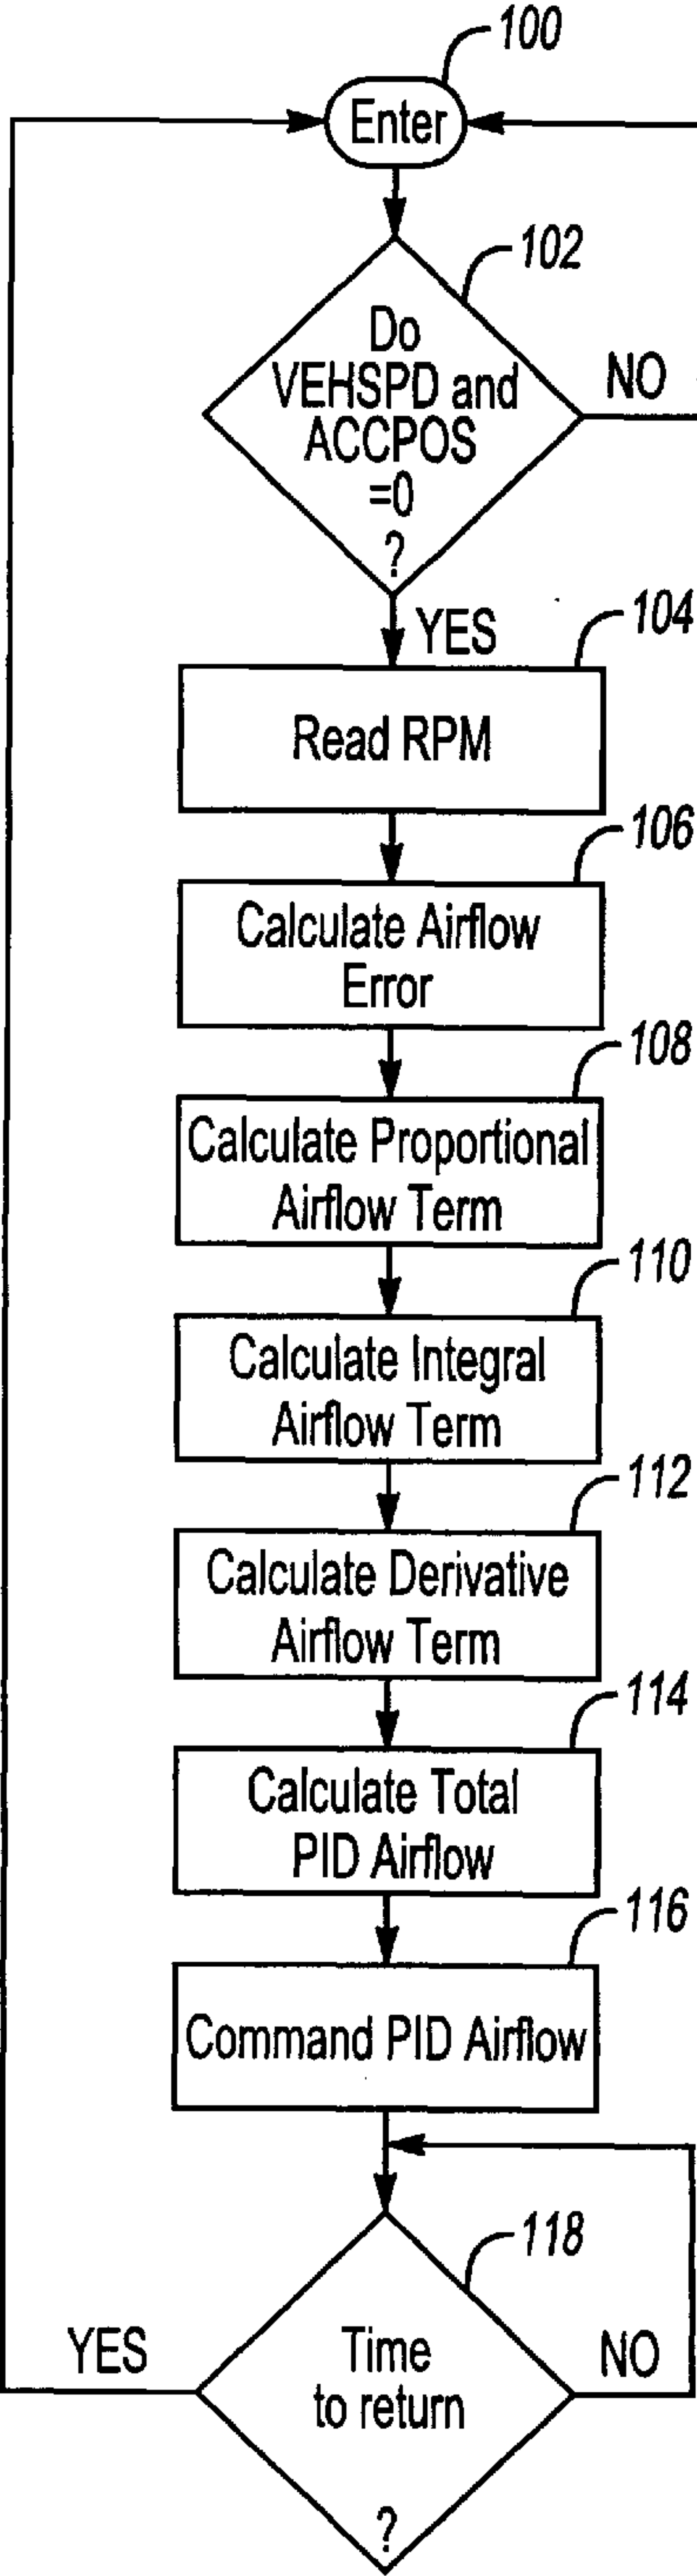 100
Enter
102
Do
VEHSPD and
ACCPOS
=0
?
NO
YES
104
Read RPM
106
Calculate Airflow
Error
108
Calculate Proportional
Airflow Term
110
Calculate Integral
Airflow Term
112
Calculate Derivative
Airflow Term
114
Calculate Total
PID Airflow
116
Command PID Airflow
118
YES
Time
to return
?
NO